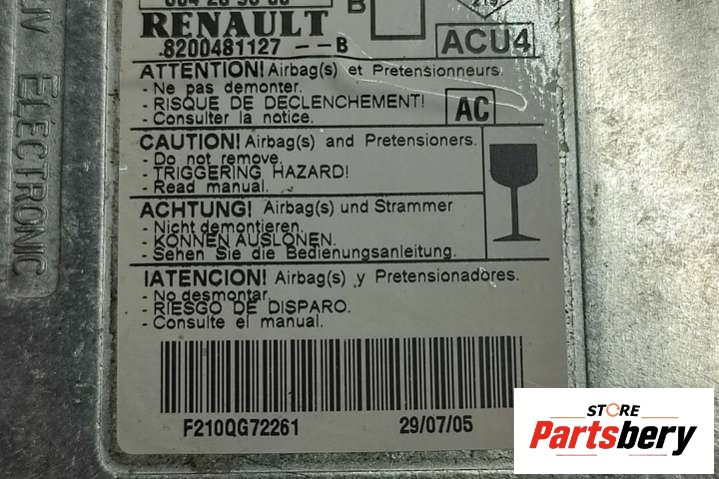 RENAULT
B
8200481127 --B
ACU4
ATTENTION! Airbag(s) et Pretensionneurs
- Ne pas demonter.
- RISQUE DE DECLENCHEMENT!
- Consulter la notice.
AC
CAUTION! Airbag(s) and Pretensioners.
- Do not remove.
- TRIGGERING HAZARD!
- Read manual.
ACHTUNG! Airbag(s) und Strammer
- Nicht demontieren.
- KONNEN AUSLONEN.
- Sehen Sie die Bedienungsanleitung.
!ATENCION! Airbag(s) y Pretensionadores.
- No desmontar.
- RIESGO DE DISPARO.
- Consulte el manual.
F210QG72261 29/07/05
ELECTRONIC
STORE
Partsbery